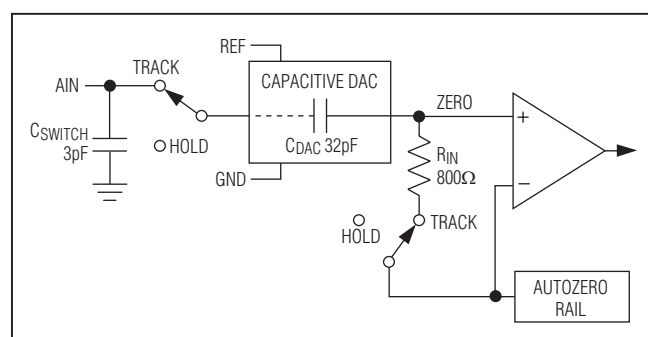 REF
AIN
TRACK
CAPACITIVE DAC
ZERO
CSWITCH
3pF
HOLD
CDAC 32pF
RIN
800Ω
GND
+
−
HOLD
TRACK
AUTOZERO
RAIL